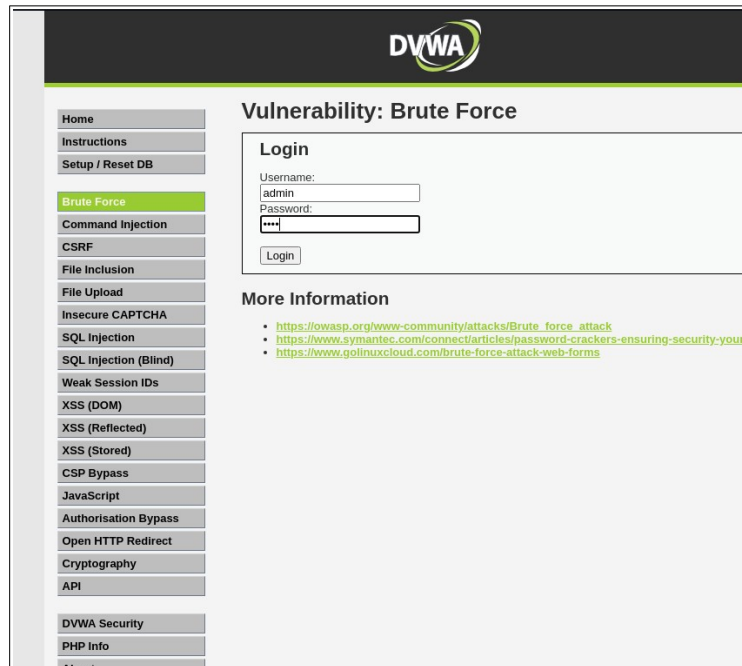 DVWA
Home
Instructions
Setup / Reset DB
Brute Force
Command Injection
CSRF
File Inclusion
File Upload
Insecure CAPTCHA
SQL Injection
SQL Injection (Blind)
Weak Session IDs
XSS (DOM)
XSS (Reflected)
XSS (Stored)
CSP Bypass
JavaScript
Authorisation Bypass
Open HTTP Redirect
Cryptography
API
DVWA Security
PHP Info
Vulnerability: Brute Force
Login
Username:
admin
Password:
••••
Login
More Information
https://owasp.org/www-community/attacks/Brute_force_attack
https://www.symantec.com/connect/articles/password-crackers-ensuring-security-your
https://www.golinuxcloud.com/brute-force-attack-web-forms